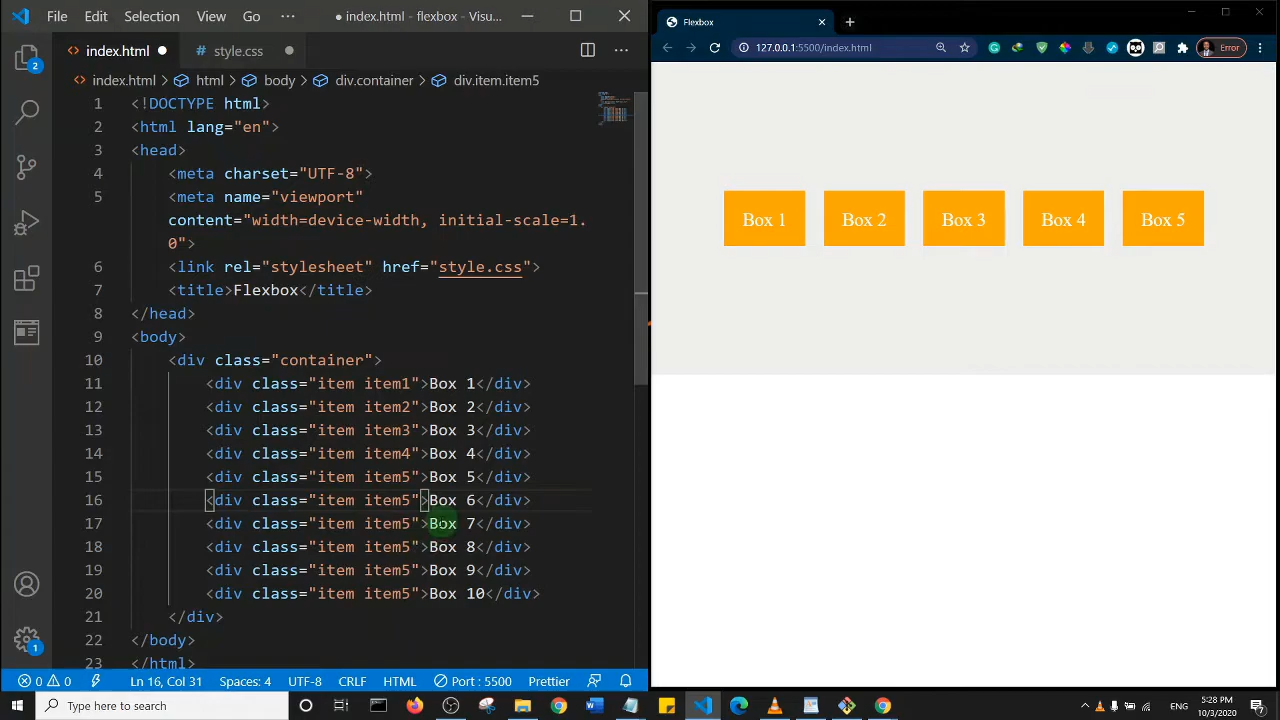 File Edit Selection View Go ··· ● index.html - flexbox - Visu...
index.html ● style.css ●
index.html > html > body > div.container > div.item.item5
1 <!DOCTYPE html>
2 <html lang="en">
3 <head>
4 <meta charset="UTF-8">
5 <meta name="viewport"
content="width=device-width, initial-scale=1.
0">
6 <link rel="stylesheet" href="style.css">
7 <title>Flexbox</title>
8 </head>
9 <body>
10 <div class="container">
11 <div class="item item1">Box 1</div>
12 <div class="item item2">Box 2</div>
13 <div class="item item3">Box 3</div>
14 <div class="item item4">Box 4</div>
15 <div class="item item5">Box 5</div>
16 <div class="item item5">Box 6</div>
17 <div class="item item5">Box 7</div>
18 <div class="item item5">Box 8</div>
19 <div class="item item5">Box 9</div>
20 <div class="item item5">Box 10</div>
21 </div>
22 </body>
23 </html>
2
1
0 0 Ln 16, Col 31 Spaces: 4 UTF-8 CRLF HTML Port : 5500 Prettier
Flexbox
127.0.0.1:5500/index.html Error
Box 1 Box 2 Box 3 Box 4 Box 5
Type here to search
ENG 5:28 PM
10/3/2020